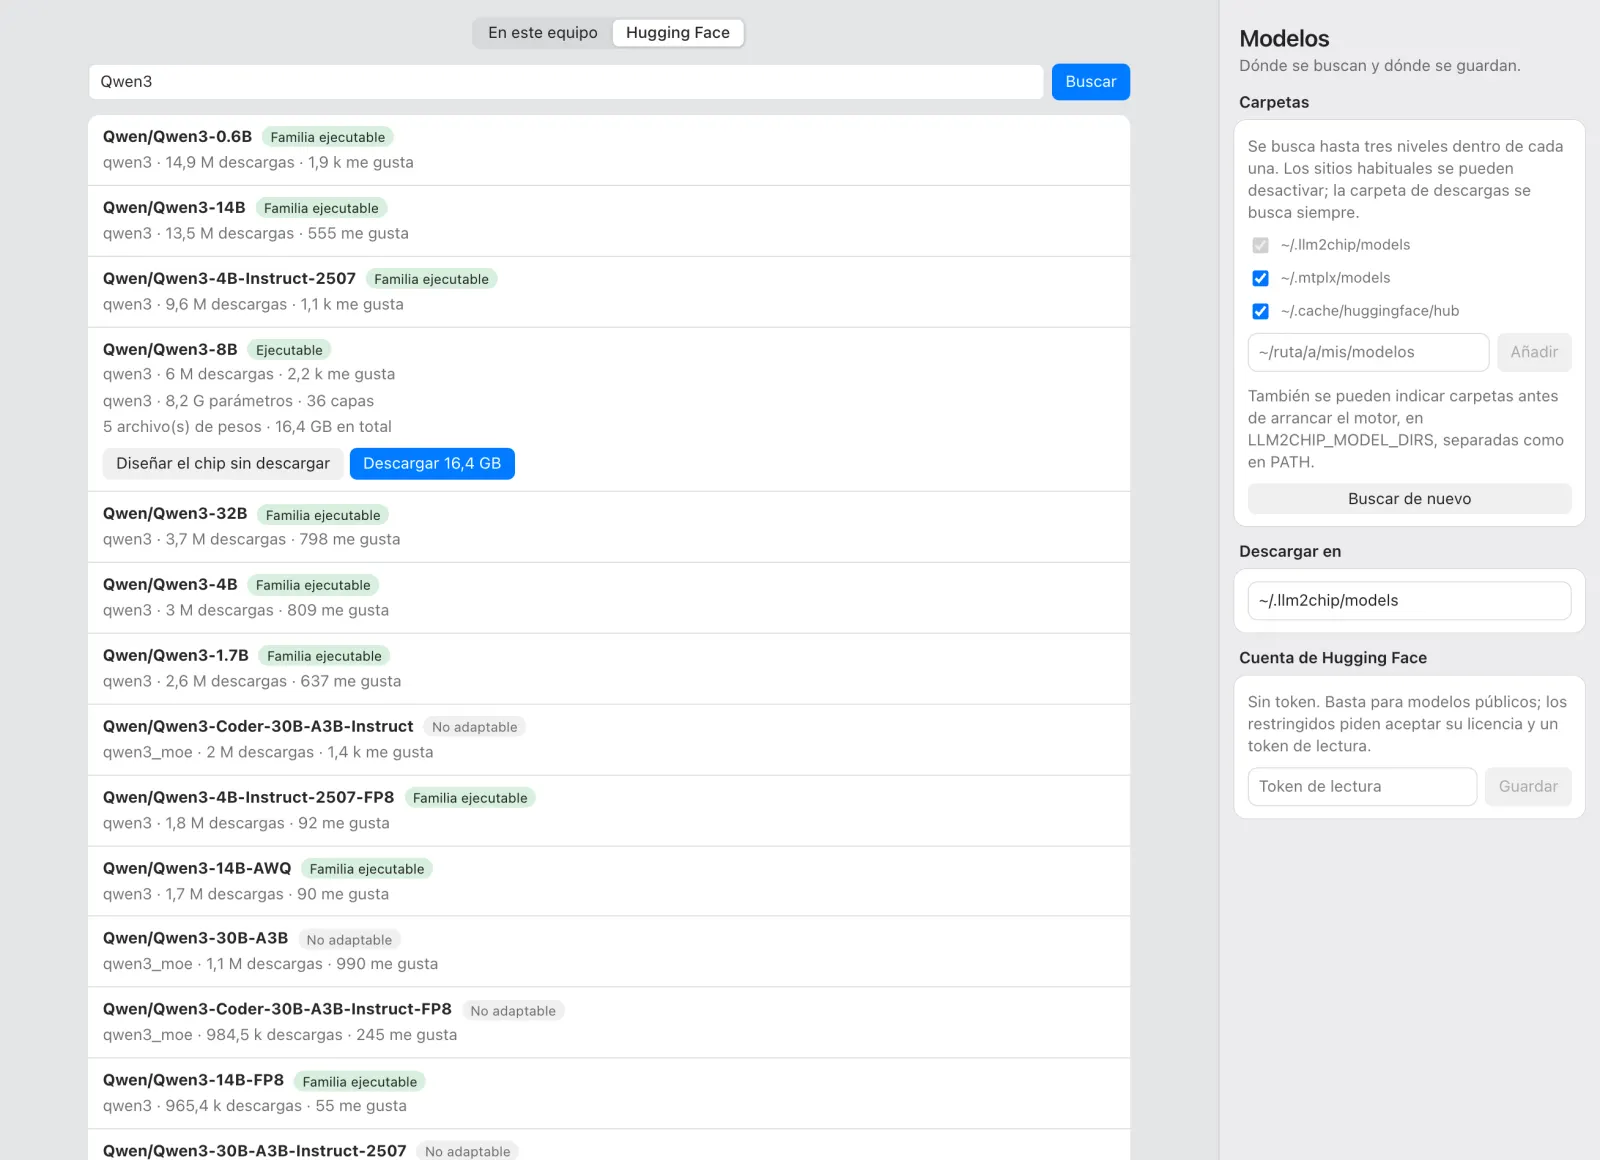 En este equipo
Hugging Face
Qwen3
Buscar
Qwen/Qwen3-0.6B Familia ejecutable
qwen3 · 14,9 M descargas · 1,9 k me gusta
Qwen/Qwen3-14B Familia ejecutable
qwen3 · 13,5 M descargas · 555 me gusta
Qwen/Qwen3-4B-Instruct-2507 Familia ejecutable
qwen3 · 9,6 M descargas · 1,1 k me gusta
Qwen/Qwen3-8B Ejecutable
qwen3 · 6 M descargas · 2,2 k me gusta
qwen3 · 8,2 G parámetros · 36 capas
5 archivo(s) de pesos · 16,4 GB en total
Diseñar el chip sin descargar
Descargar 16,4 GB
Qwen/Qwen3-32B Familia ejecutable
qwen3 · 3,7 M descargas · 798 me gusta
Qwen/Qwen3-4B Familia ejecutable
qwen3 · 3 M descargas · 809 me gusta
Qwen/Qwen3-1.7B Familia ejecutable
qwen3 · 2,6 M descargas · 637 me gusta
Qwen/Qwen3-Coder-30B-A3B-Instruct No adaptable
qwen3_moe · 2 M descargas · 1,4 k me gusta
Qwen/Qwen3-4B-Instruct-2507-FP8 Familia ejecutable
qwen3 · 1,8 M descargas · 92 me gusta
Qwen/Qwen3-14B-AWQ Familia ejecutable
qwen3 · 1,7 M descargas · 90 me gusta
Qwen/Qwen3-30B-A3B No adaptable
qwen3_moe · 1,1 M descargas · 990 me gusta
Qwen/Qwen3-Coder-30B-A3B-Instruct-FP8 No adaptable
qwen3_moe · 984,5 k descargas · 245 me gusta
Qwen/Qwen3-14B-FP8 Familia ejecutable
qwen3 · 965,4 k descargas · 55 me gusta
Qwen/Qwen3-30B-A3B-Instruct-2507 No adaptable
Modelos
Dónde se buscan y dónde se guardan.
Carpetas
Se busca hasta tres niveles dentro de cada
una. Los sitios habituales se pueden
desactivar; la carpeta de descargas se
busca siempre.
~/.llm2chip/models
~/.mtplx/models
~/.cache/huggingface/hub
~/ruta/a/mis/modelos
Añadir
También se pueden indicar carpetas antes
de arrancar el motor, en
LLM2CHIP_MODEL_DIRS, separadas como
en PATH.
Buscar de nuevo
Descargar en
~/.llm2chip/models
Cuenta de Hugging Face
Sin token. Basta para modelos públicos; los
restringidos piden aceptar su licencia y un
token de lectura.
Token de lectura
Guardar